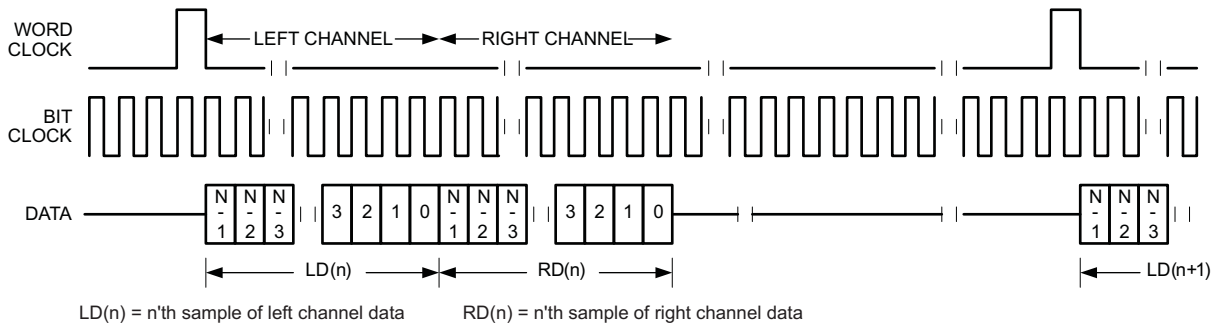 WORD
CLOCK
LEFT CHANNEL
RIGHT CHANNEL
BIT
CLOCK
DATA
N-1 N-2 N-3 3 2 1 0 N-1 N-2 N-3 3 2 1 0 N-1 N-2 N-3
LD(n) RD(n) LD(n+1)
LD(n) = n'th sample of left channel data RD(n) = n'th sample of right channel data